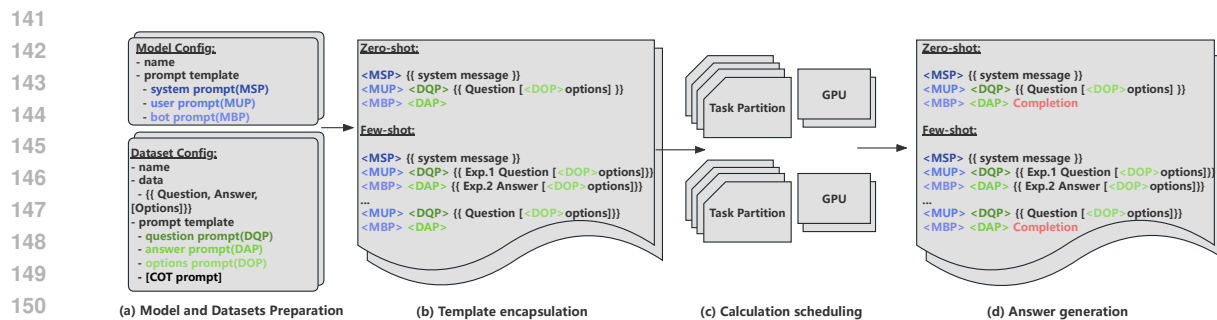 141
142
143
144
145
146
147
148
149
150
Model Config:
- name
- prompt template
- system prompt(MSP)
- user prompt(MUP)
- bot prompt(MBP)
Dataset Config:
- name
- data
- {{ Question, Answer,
[Options]}}
- prompt template
- question prompt(DQP)
- answer prompt(DAP)
- options prompt(DOP)
- [COT prompt]
(a) Model and Datasets Preparation
Zero-shot:
<MSP> {{ system message }}
<MUP> <DQP> {{ Question [<DOP>options] }}
<MBP> <DAP>
Few-shot:
<MSP> {{ system message }}
<MUP> <DQP> {{ Exp.1 Question [<DOP>options]}}
<MBP> <DAP> {{ Exp.2 Answer [<DOP>options]}}
...
<MUP> <DQP> {{ Question [<DOP>options]}}
<MBP> <DAP>
(b) Template encapsulation
Task Partition
GPU
Task Partition
GPU
(c) Calculation scheduling
Zero-shot:
<MSP> {{ system message }}
<MUP> <DQP> {{ Question [<DOP>options] }}
<MBP> <DAP> Completion
Few-shot:
<MSP> {{ system message }}
<MUP> <DQP> {{ Exp.1 Question [<DOP>options]}}
<MBP> <DAP> {{ Exp.2 Answer [<DOP>options]}}
...
<MUP> <DQP> {{ Question [<DOP>options]}}
<MBP> <DAP> Completion
(d) Answer generation